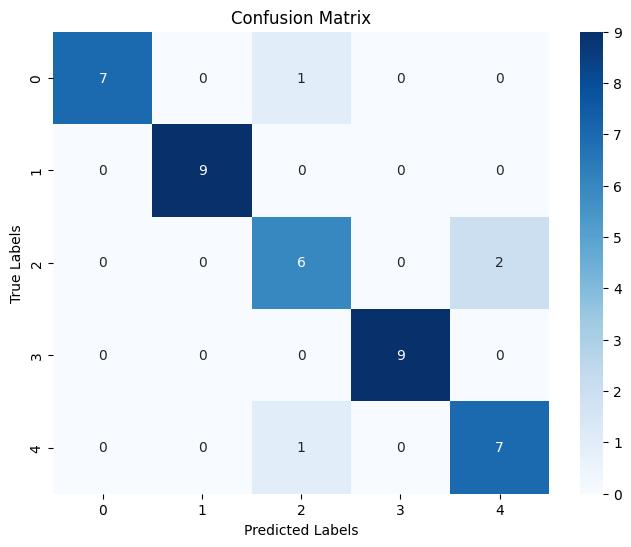 Confusion Matrix
True Labels
0 7 0 1 0 0
1 0 9 0 0 0
2 0 0 6 0 2
3 0 0 0 9 0
4 0 0 1 0 7
0 1 2 3 4
Predicted Labels
9
8
7
6
5
4
3
2
1
0